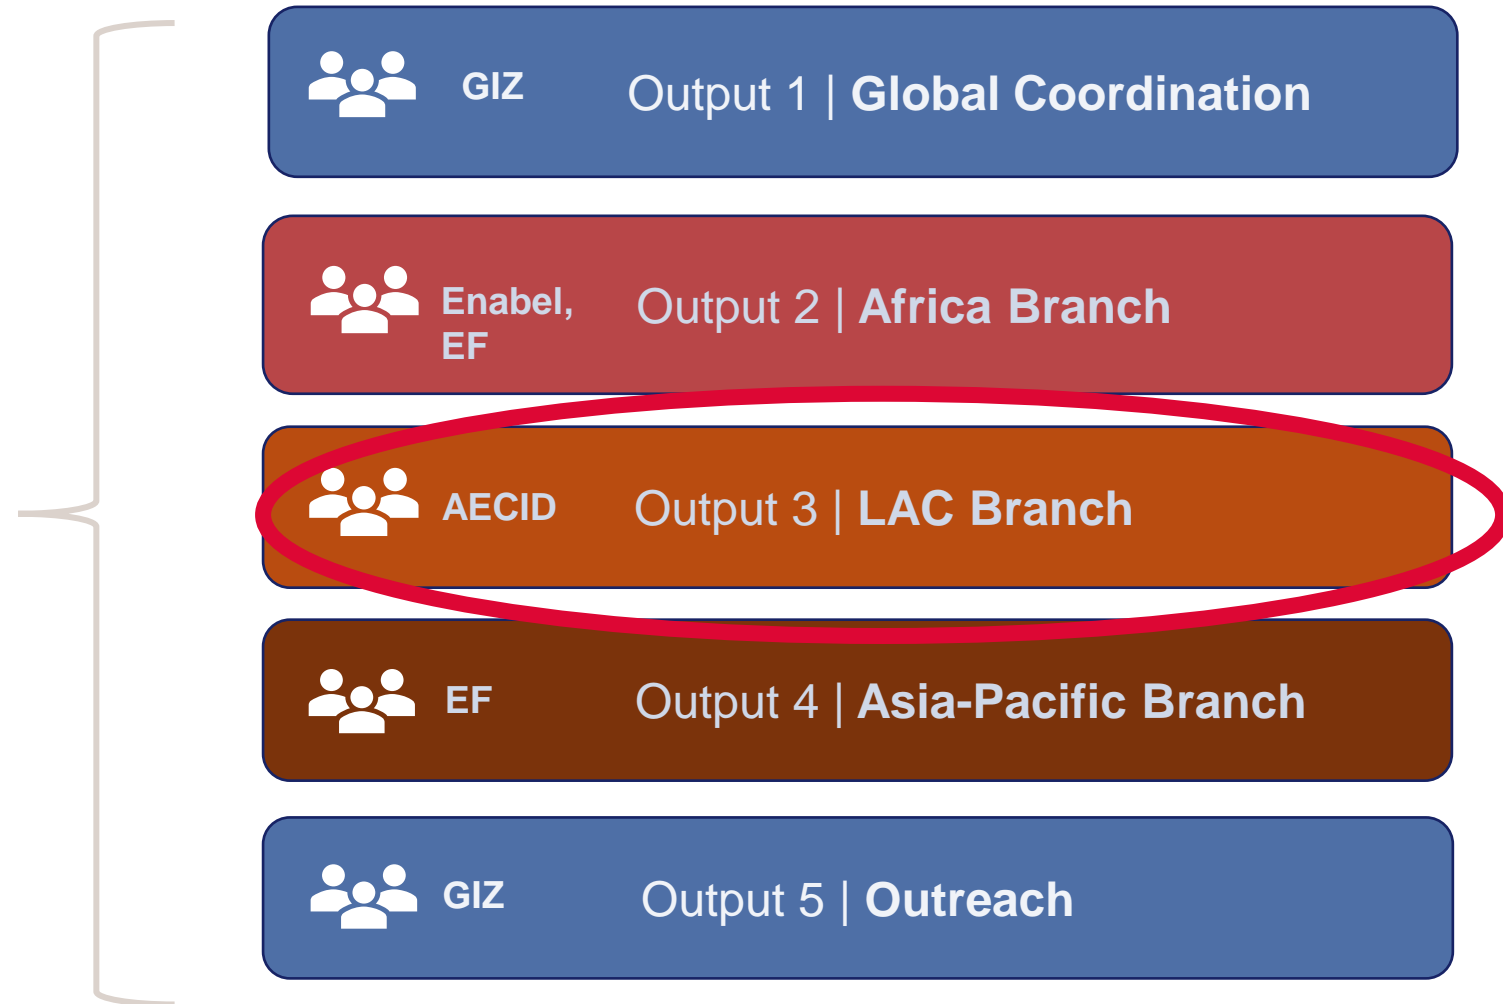 GIZ Output 1 | Global Coordination
Enabel, EF Output 2 | Africa Branch
AECID Output 3 | LAC Branch
EF Output 4 | Asia-Pacific Branch
GIZ Output 5 | Outreach